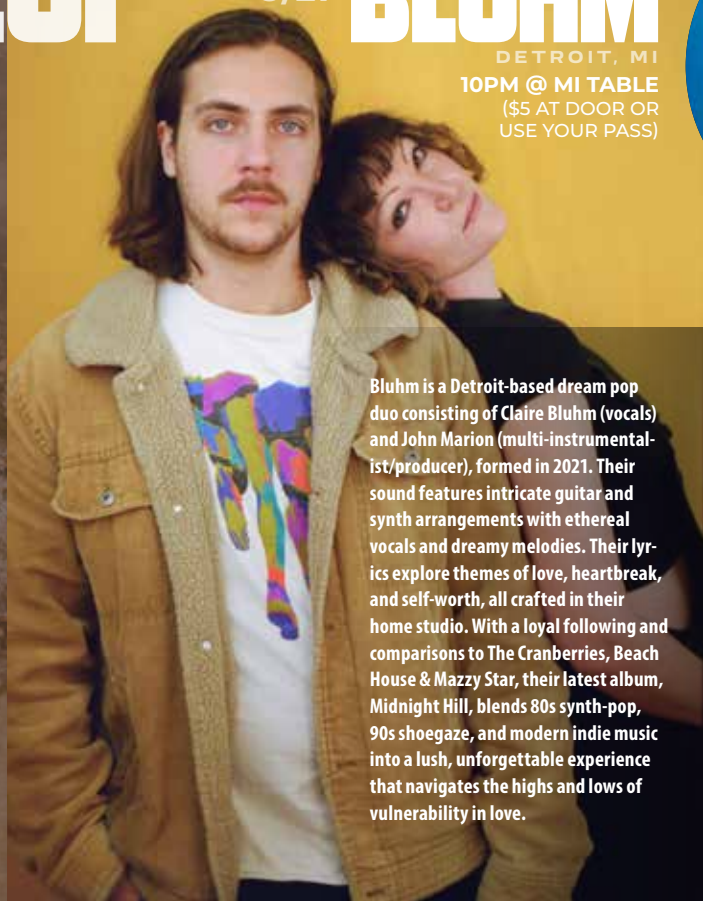 BLUHM
DETROIT, MI
10PM @ MI TABLE
($5 AT DOOR OR
USE YOUR PASS)
Bluhm is a Detroit-based dream pop
duo consisting of Claire Bluhm (vocals)
and John Marion (multi-instrumental-
ist/producer), formed in 2021. Their
sound features intricate guitar and
synth arrangements with ethereal
vocals and dreamy melodies. Their lyr-
ics explore themes of love, heartbreak,
and self-worth, all crafted in their
home studio. With a loyal following and
comparisons to The Cranberries, Beach
House & Mazzy Star, their latest album,
Midnight Hill, blends 80s synth-pop,
90s shoegaze, and modern indie music
into a lush, unforgettable experience
that navigates the highs and lows of
vulnerability in love.